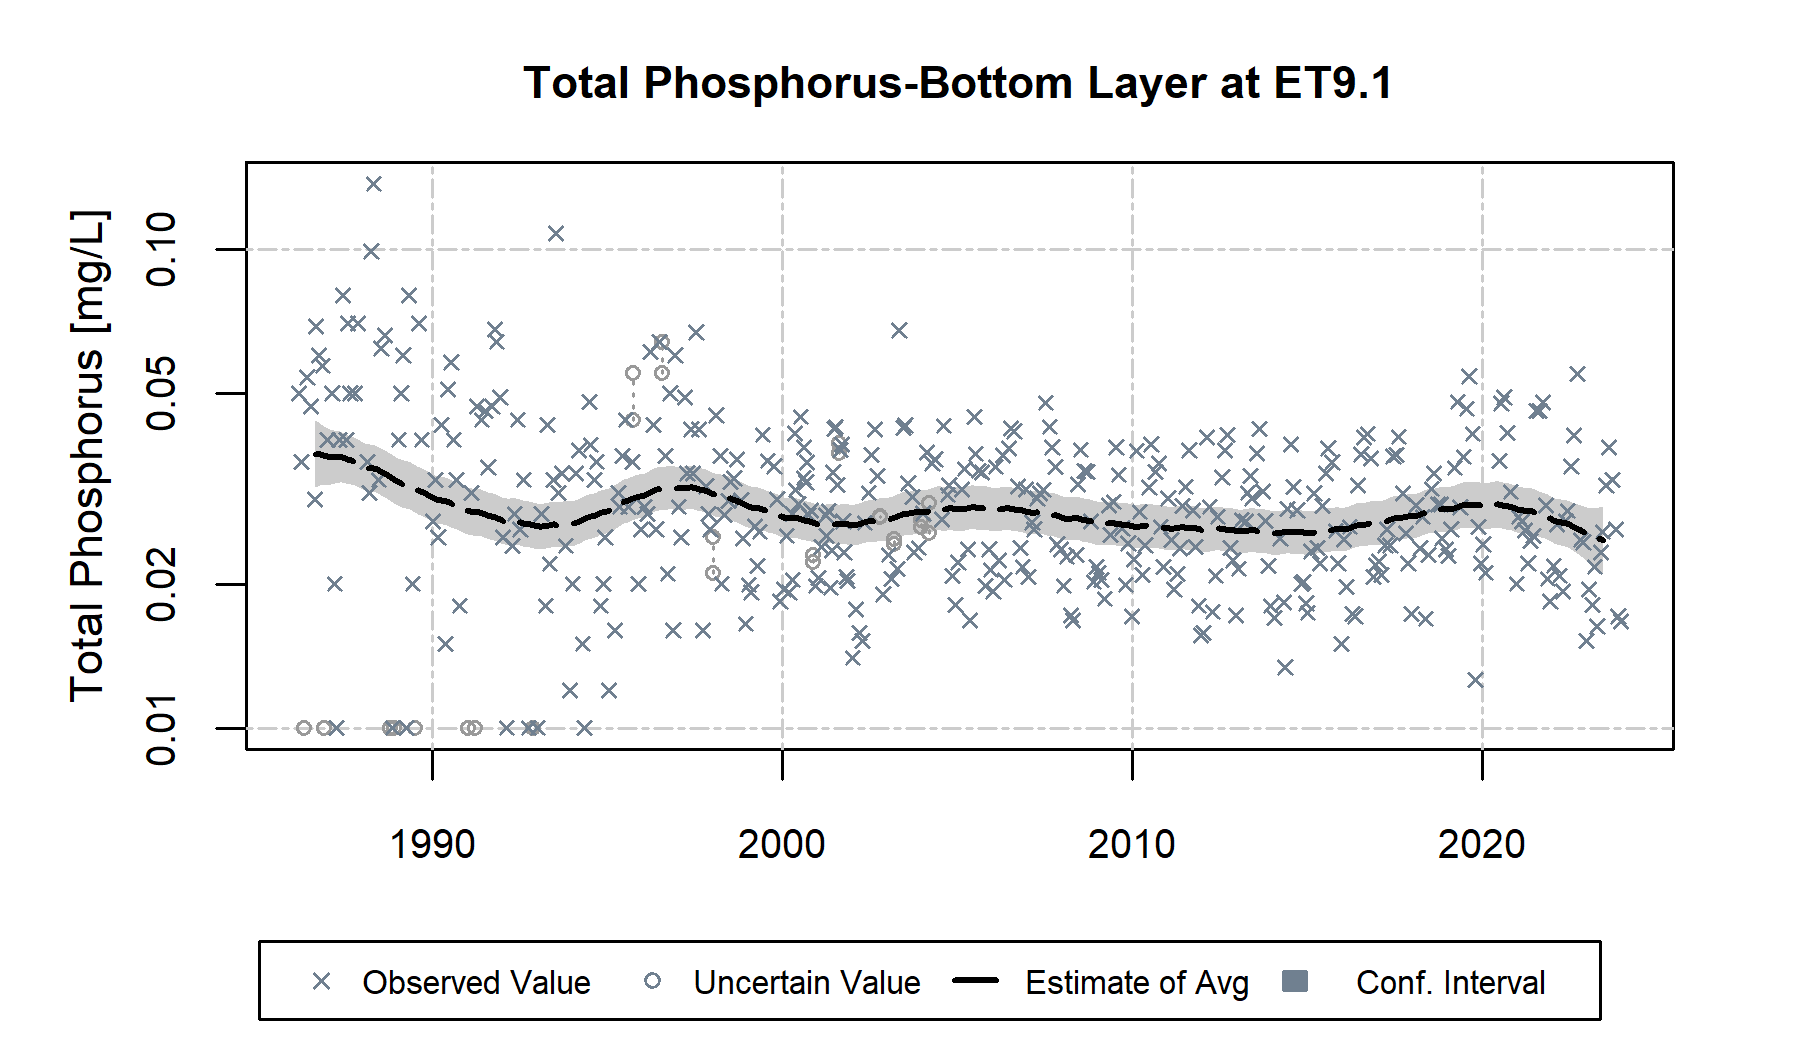 Total Phosphorus-Bottom Layer at ET9.1
Total Phosphorus [mg/L]
0.10
0.05
0.02
0.01
1990 2000 2010 2020
Observed Value Uncertain Value Estimate of Avg Conf. Interval